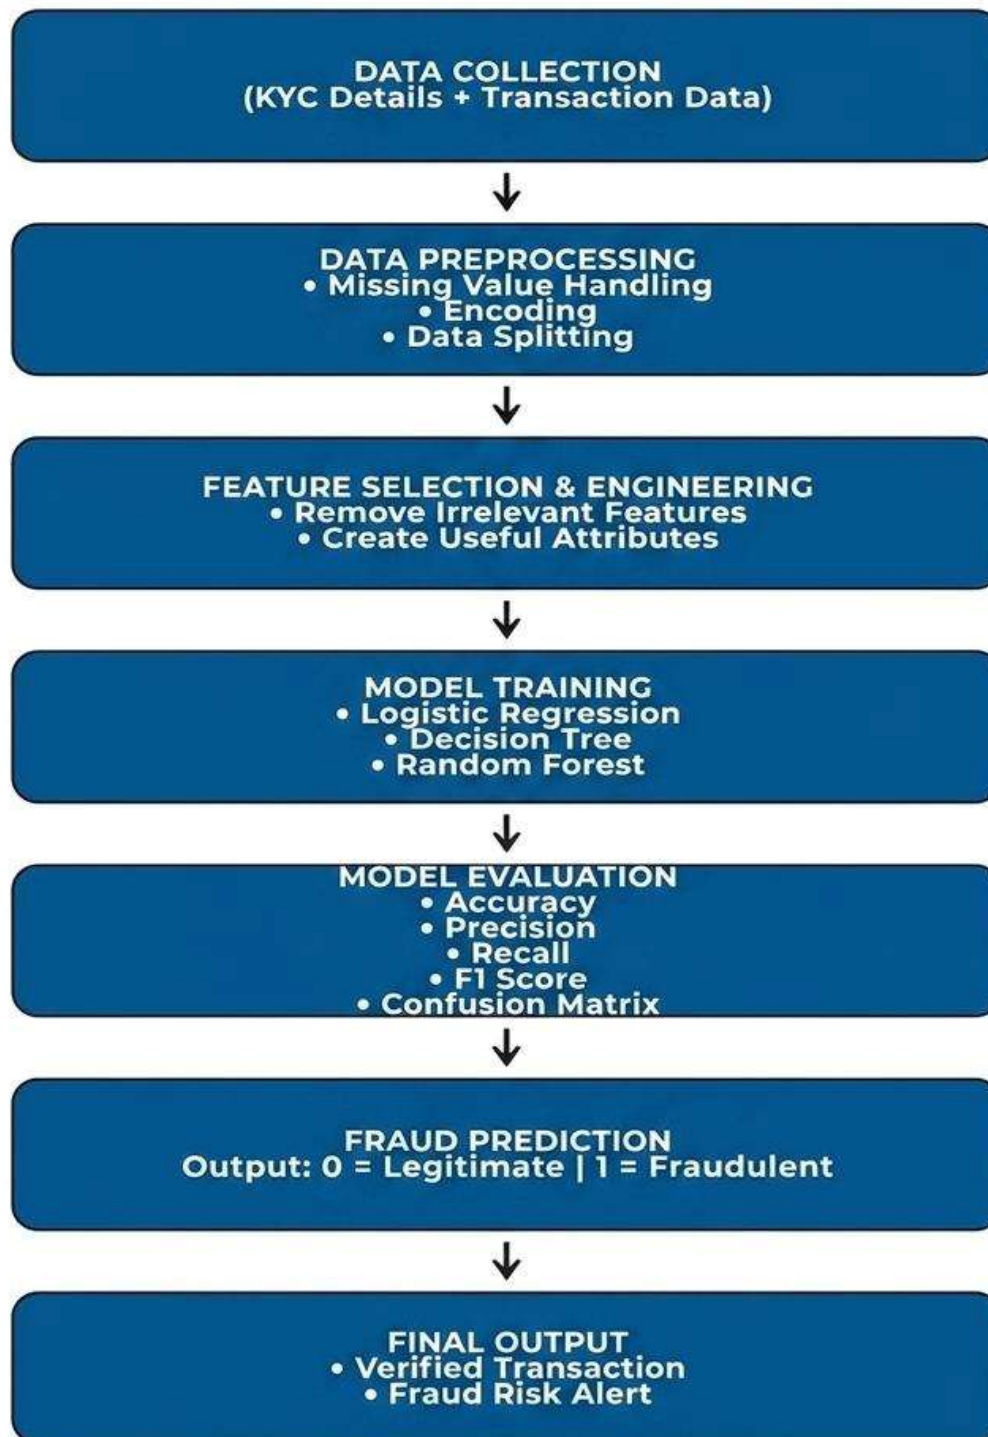 DATA COLLECTION
(KYC Details + Transaction Data)
DATA PREPROCESSING
• Missing Value Handling
• Encoding
• Data Splitting
FEATURE SELECTION & ENGINEERING
• Remove Irrelevant Features
• Create Useful Attributes
MODEL TRAINING
• Logistic Regression
• Decision Tree
• Random Forest
MODEL EVALUATION
• Accuracy
• Precision
• Recall
• F1 Score
• Confusion Matrix
FRAUD PREDICTION
Output: 0 = Legitimate | 1 = Fraudulent
FINAL OUTPUT
• Verified Transaction
• Fraud Risk Alert